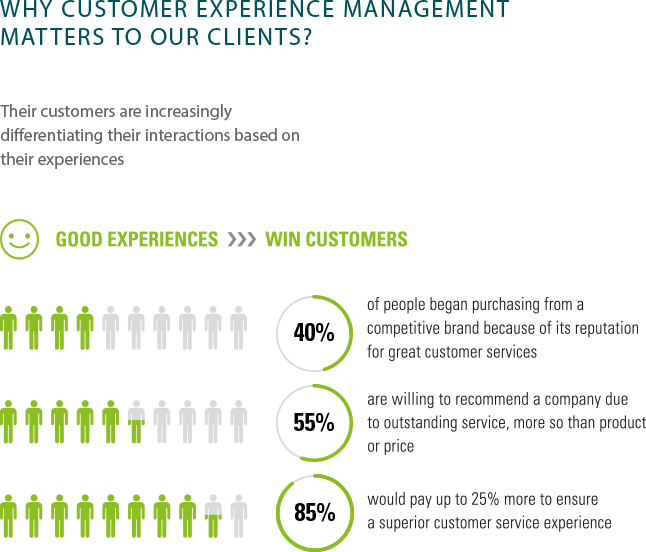 WHY CUSTOMER EXPERIENCE MANAGEMENT
MATTERS TO OUR CLIENTS?
Their customers are increasingly
differentiating their interactions based on
their experiences
GOOD EXPERIENCES >>> WIN CUSTOMERS
40%
of people began purchasing from a
competitive brand because of its reputation
for great customer services
55%
are willing to recommend a company due
to outstanding service, more so than product
or price
85%
would pay up to 25% more to ensure
a superior customer service experience